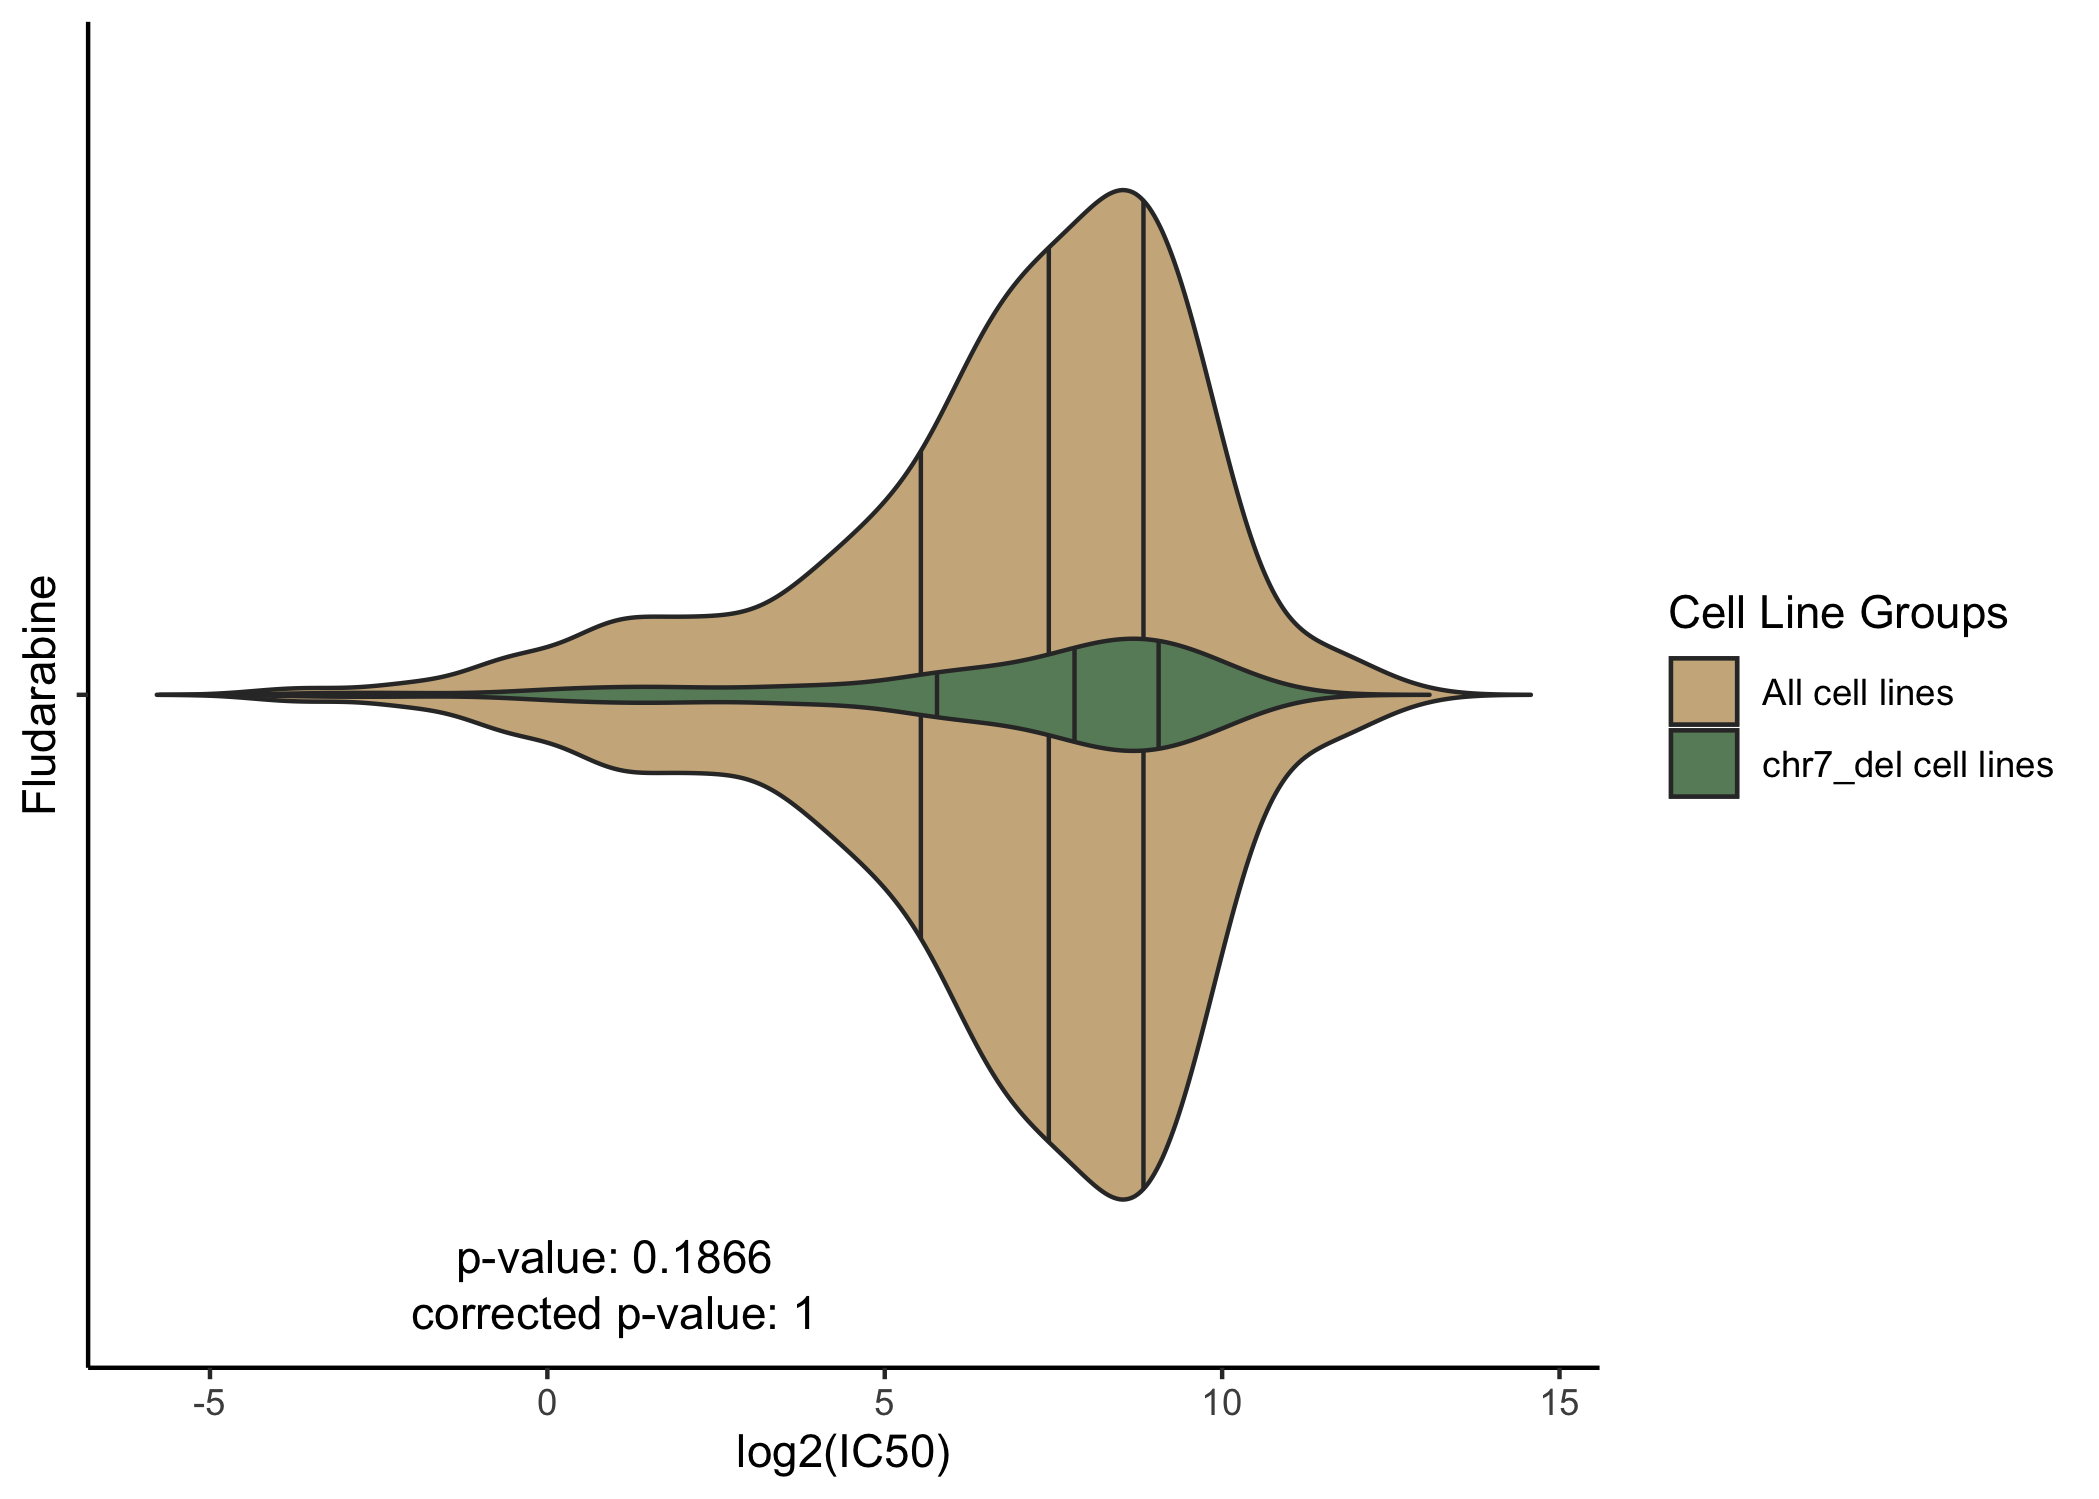 Fludarabine
p-value: 0.1866
corrected p-value: 1
-5 0 5 10 15
log2(IC50)
Cell Line Groups
All cell lines
chr7_del cell lines